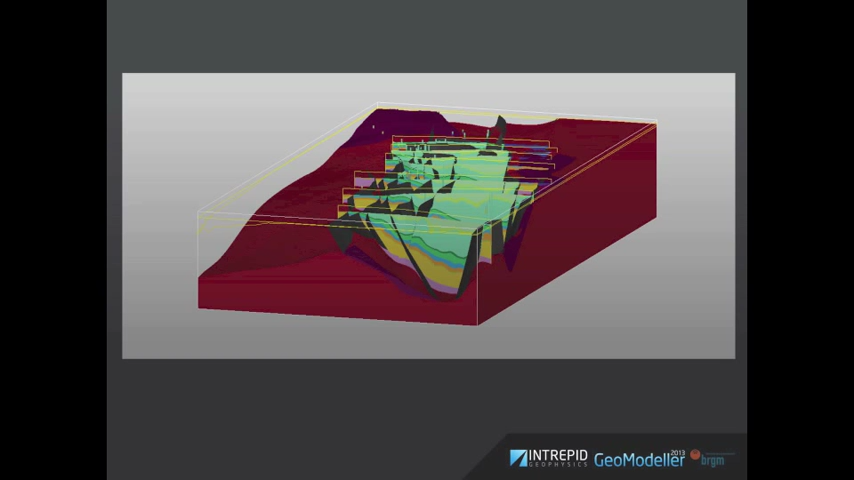 INTREPID
GEOPHYSICS
GeoModeller
2013
brgm